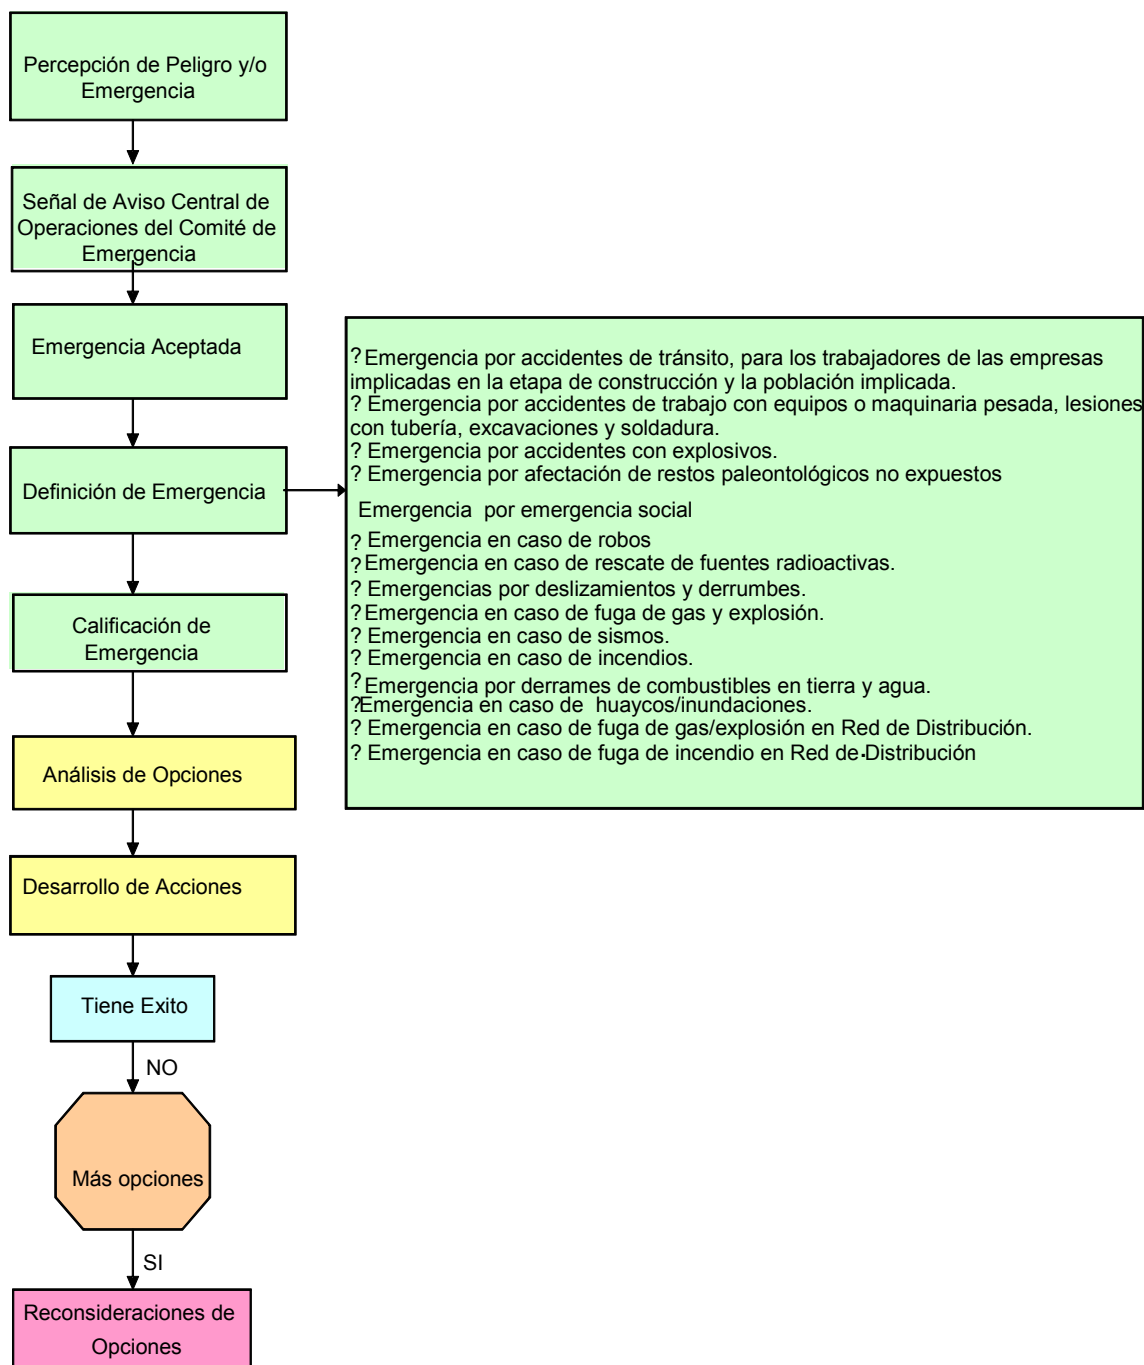 Percepción de Peligro y/o
Emergencia
Señal de Aviso Central de
Operaciones del Comité de
Emergencia
Emergencia Aceptada
Definición de Emergencia
? Emergencia por accidentes de tránsito, para los trabajadores de las empresas
implicadas en la etapa de construcción y la población implicada.
? Emergencia por accidentes de trabajo con equipos o maquinaria pesada, lesiones
con tubería, excavaciones y soldadura.
? Emergencia por accidentes con explosivos.
? Emergencia por afectación de restos paleontológicos no expuestos
Emergencia por emergencia social
? Emergencia en caso de robos
? Emergencia en caso de rescate de fuentes radioactivas.
? Emergencias por deslizamientos y derrumbes.
? Emergencia en caso de fuga de gas y explosión.
? Emergencia en caso de sismos.
? Emergencia en caso de incendios.
? Emergencia por derrames de combustibles en tierra y agua.
?Emergencia en caso de huaycos/inundaciones.
? Emergencia en caso de fuga de gas/explosión en Red de Distribución.
? Emergencia en caso de fuga de incendio en Red de Distribución
Calificación de
Emergencia
Análisis de Opciones
Desarrollo de Acciones
Tiene Exito
NO
Más opciones
SI
Reconsideraciones de
Opciones